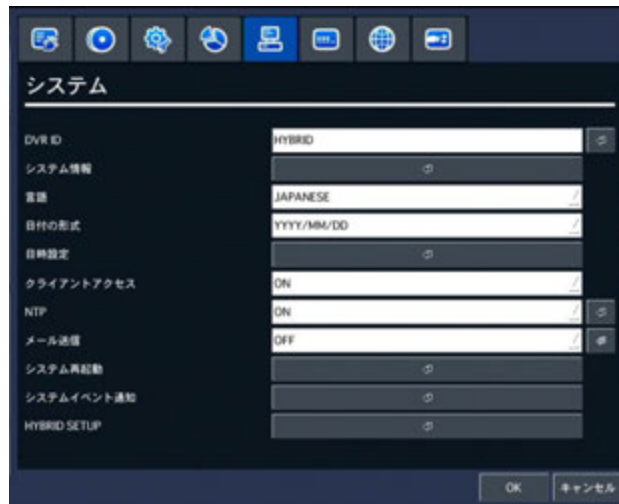 システム
DVR ID HYBRID
システム情報
言語 JAPANESE
日付の形式 YYYY/MM/DD
日時設定
クライアントアクセス ON
NTP ON
メール送信 OFF
システム再起動
システムイベント通知
HYBRID SETUP
OK キャンセル